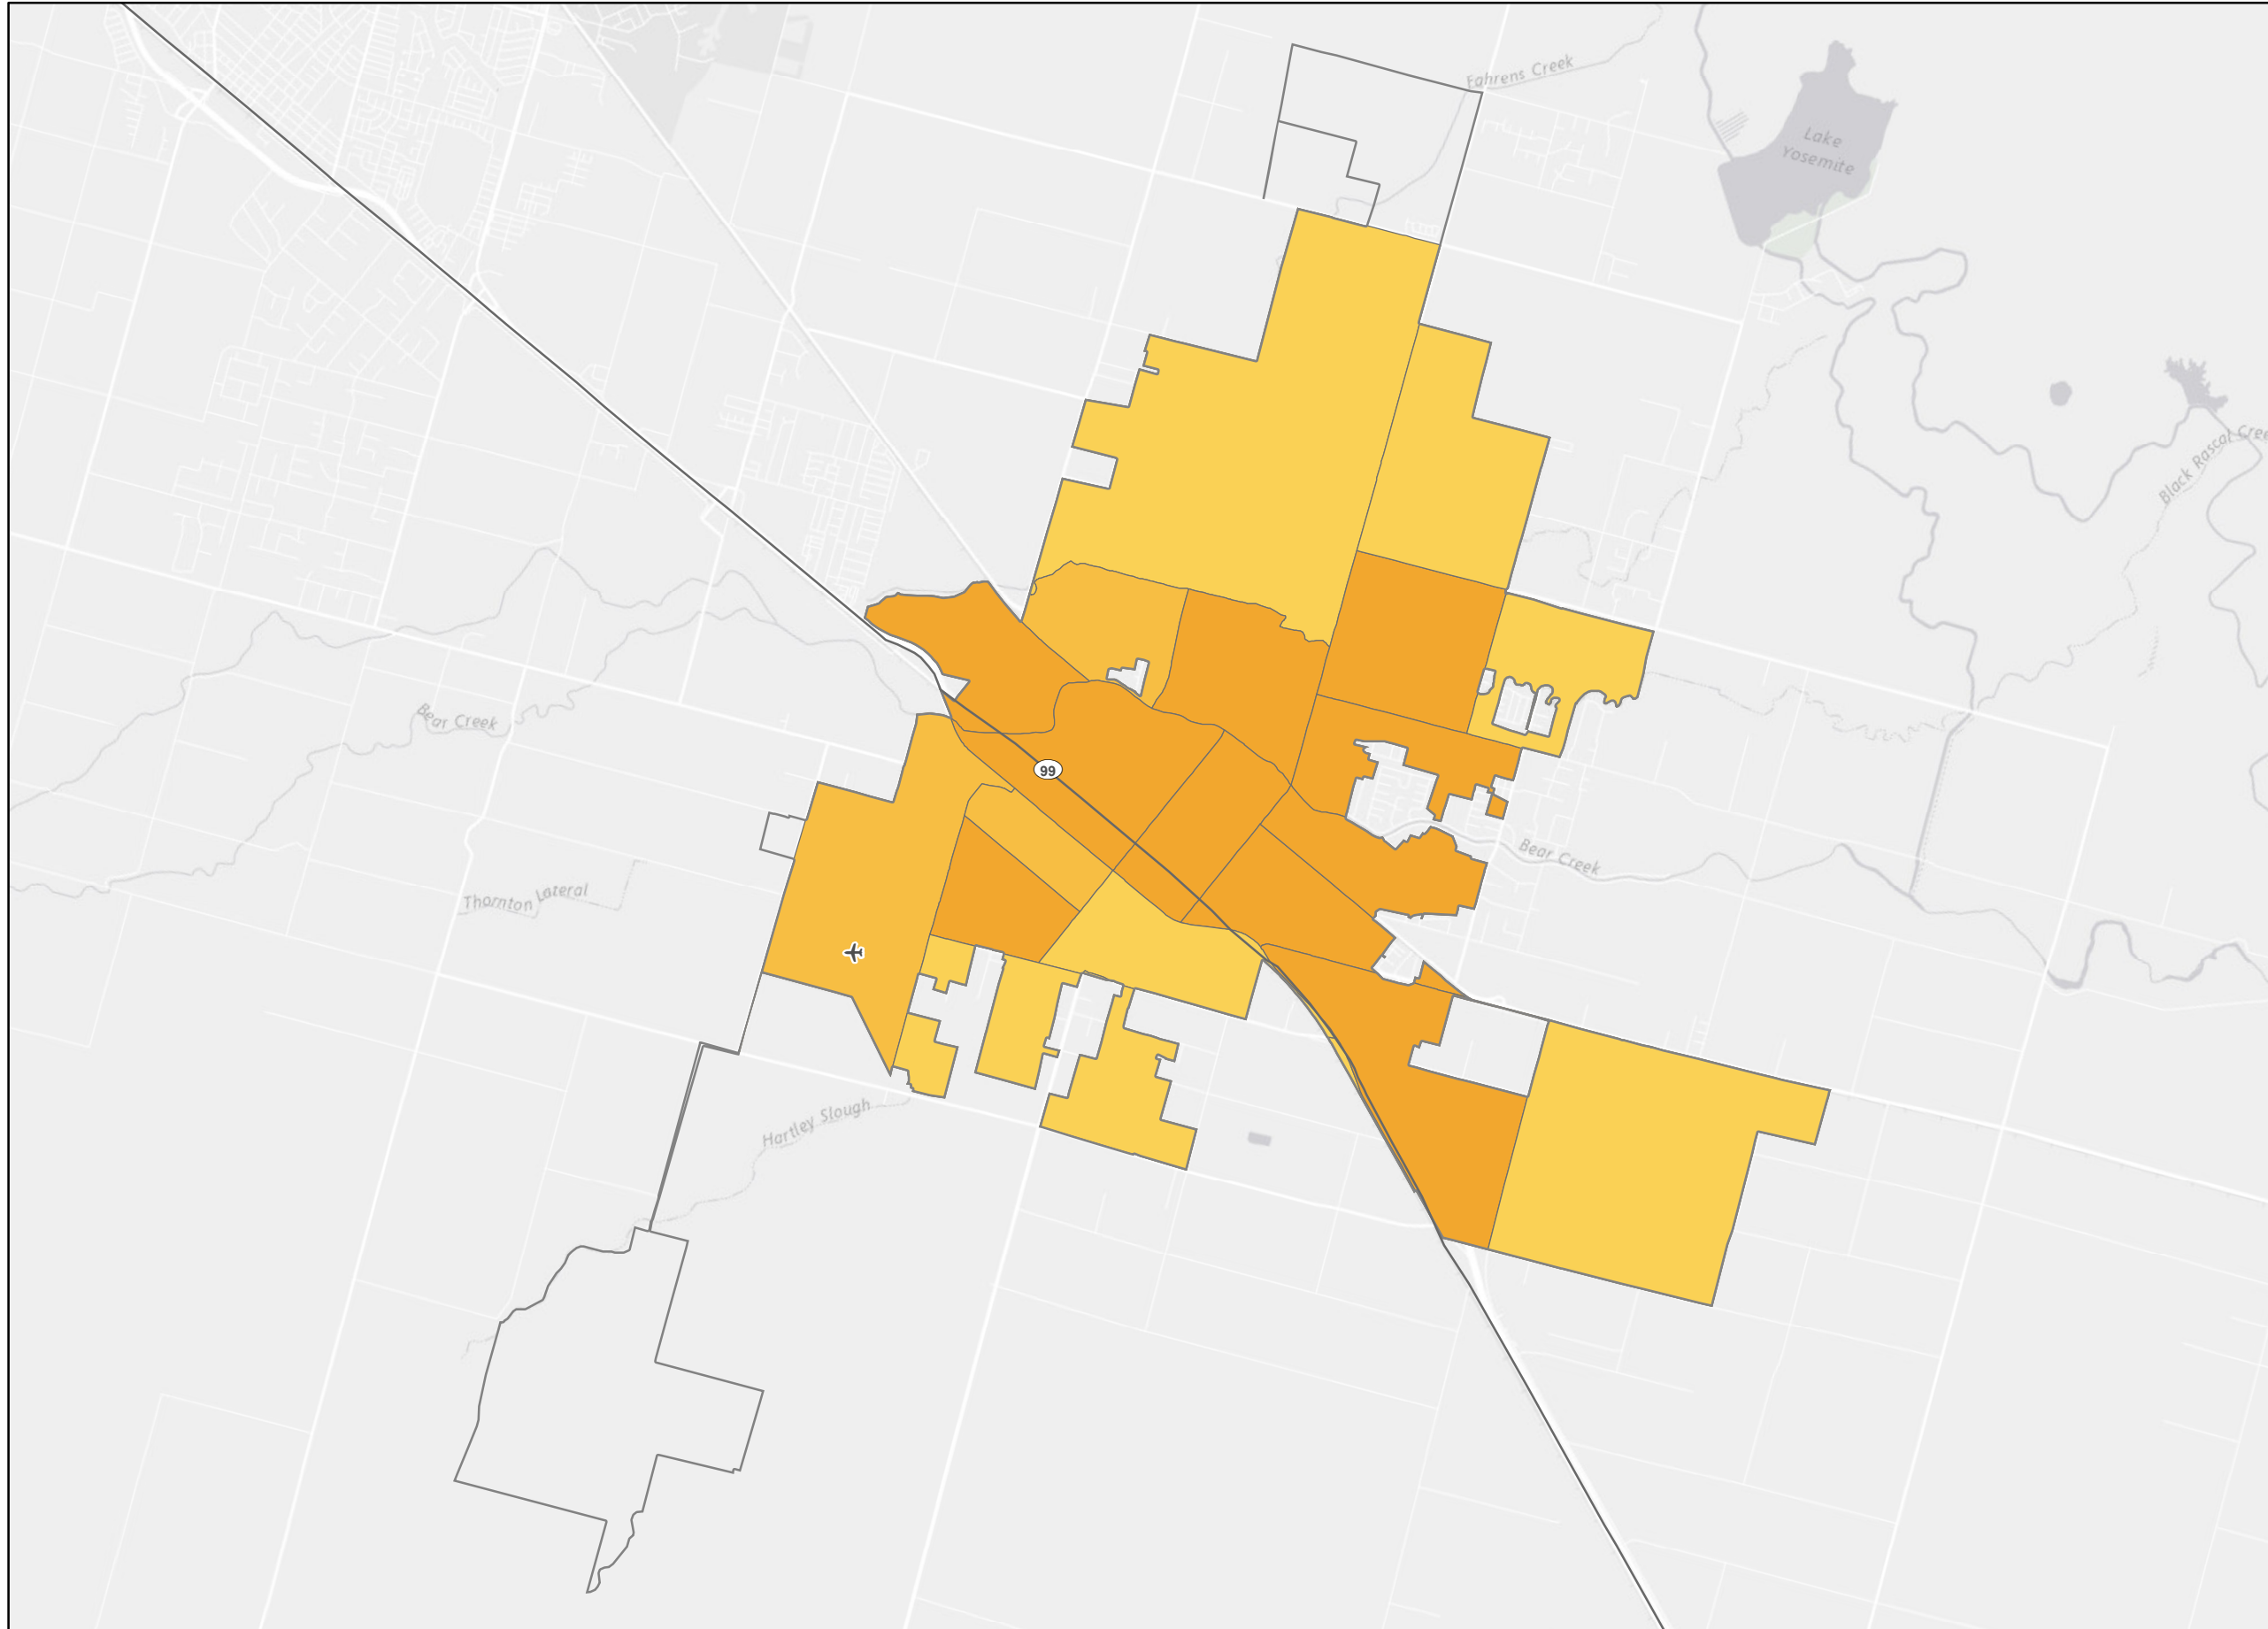 Fahrens Creek
Lake
Yosemite
Black Rascal Cree
Bear Creek
99
Bear Creek
Thornton Lateral
Hartley Slough